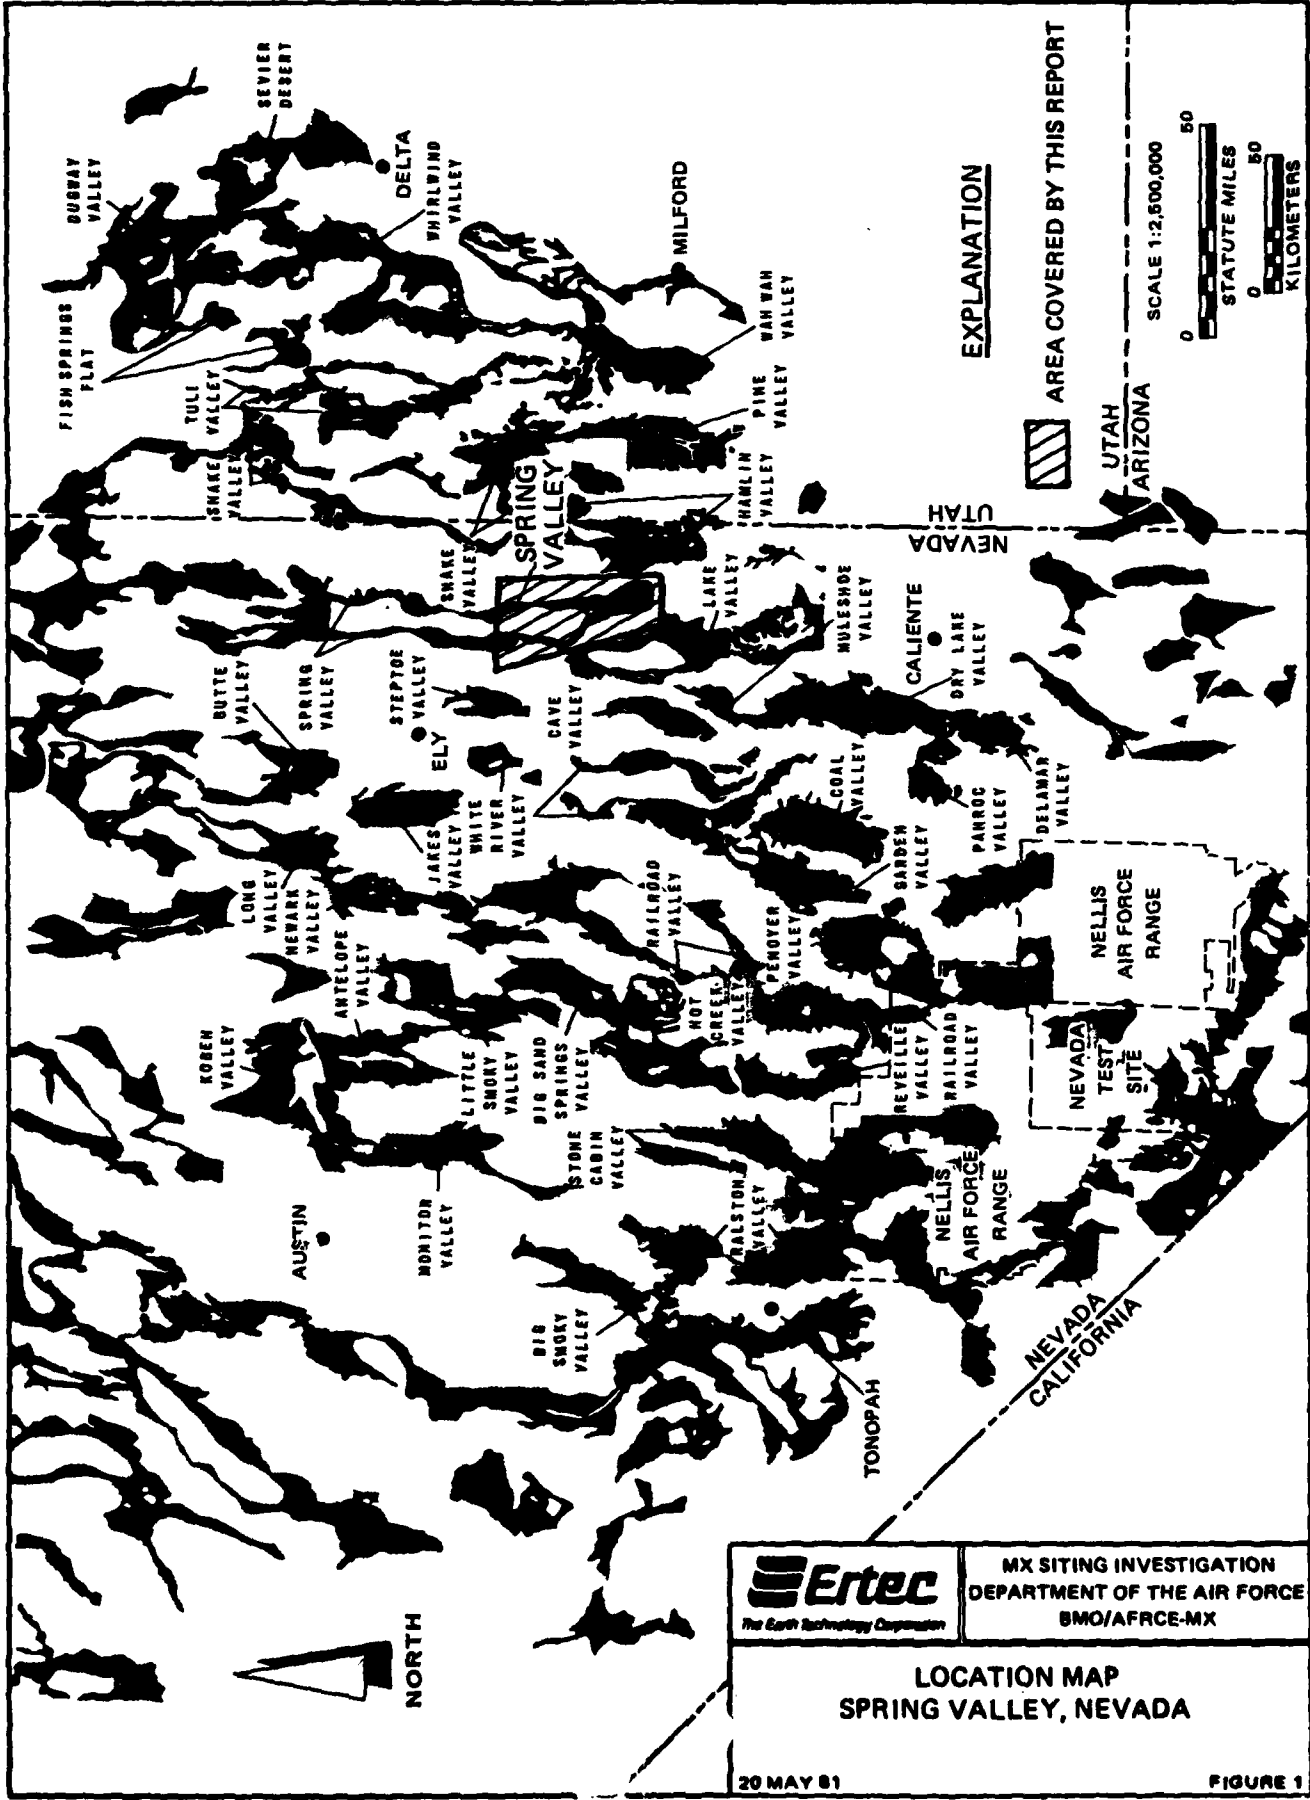 SEVIER
DESERT
DUGWAY
VALLEY
DELTA
WHIRLWIND
VALLEY
FISH SPRINGS
FLAT
TULE
VALLEY
SNAKE
VALLEY
MILFORD
WAH WAH
VALLEY
PINE
VALLEY
SPRING
VALLEY
HAMLIN
VALLEY
SNAKE
VALLEY
UTAH
NEVADA
LAKE
VALLEY
MULESHOE
VALLEY
CALIENTE
DRY LAKE
VALLEY
BUTTE
VALLEY
SPRING
VALLEY
STEPTOE
VALLEY
ELY
CAVE
VALLEY
JAKES
VALLEY
WHITE
RIVER
VALLEY
COAL
VALLEY
PAHROC
VALLEY
DELAMAR
VALLEY
LONG
VALLEY
NEWARK
VALLEY
ANTELOPE
VALLEY
RAILROAD
VALLEY
GARDEN
VALLEY
PENOYER
VALLEY
KOBEH
VALLEY
LITTLE
SMOKY
VALLEY
BIG SAND
SPRINGS
VALLEY
HOT
CREEK
VALLEY
REVEILLE
VALLEY
RAILROAD
VALLEY
STONE
CABIN
VALLEY
AUSTIN
MONITOR
VALLEY
RALSTON
VALLEY
BIG
SMOKY
VALLEY
TONOPAH
NELLIS
AIR FORCE
RANGE
NEVADA
TEST
SITE
NELLIS
AIR FORCE
RANGE
NEVADA
CALIFORNIA
NORTH
EXPLANATION
AREA COVERED BY THIS REPORT
UTAH
ARIZONA
SCALE 1:2,500,000
0 50
STATUTE MILES
0 50
KILOMETERS
Ertec
The Earth Technology Corporation
MX SITING INVESTIGATION
DEPARTMENT OF THE AIR FORCE
BMO/AFRCE-MX
LOCATION MAP
SPRING VALLEY, NEVADA
20 MAY 81
FIGURE 1